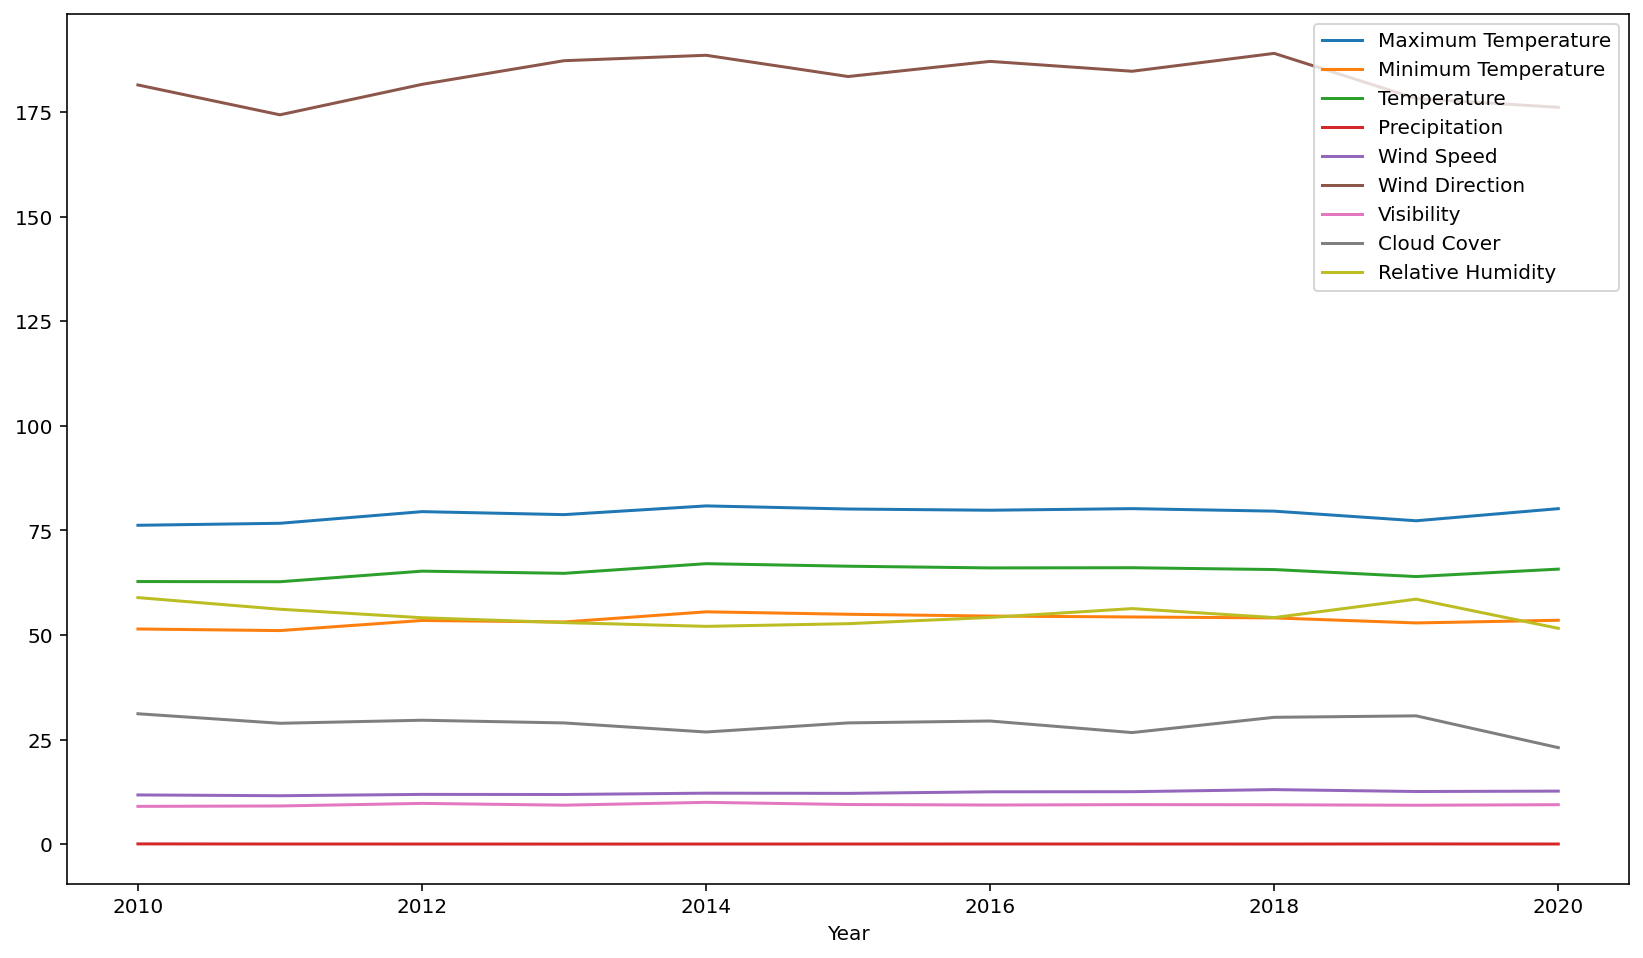 175
150
125
100
75
50
25
0
Maximum Temperature
Minimum Temperature
Temperature
Precipitation
Wind Speed
Wind Direction
Visibility
Cloud Cover
Relative Humidity
2010 2012 2014 2016 2018 2020
Year